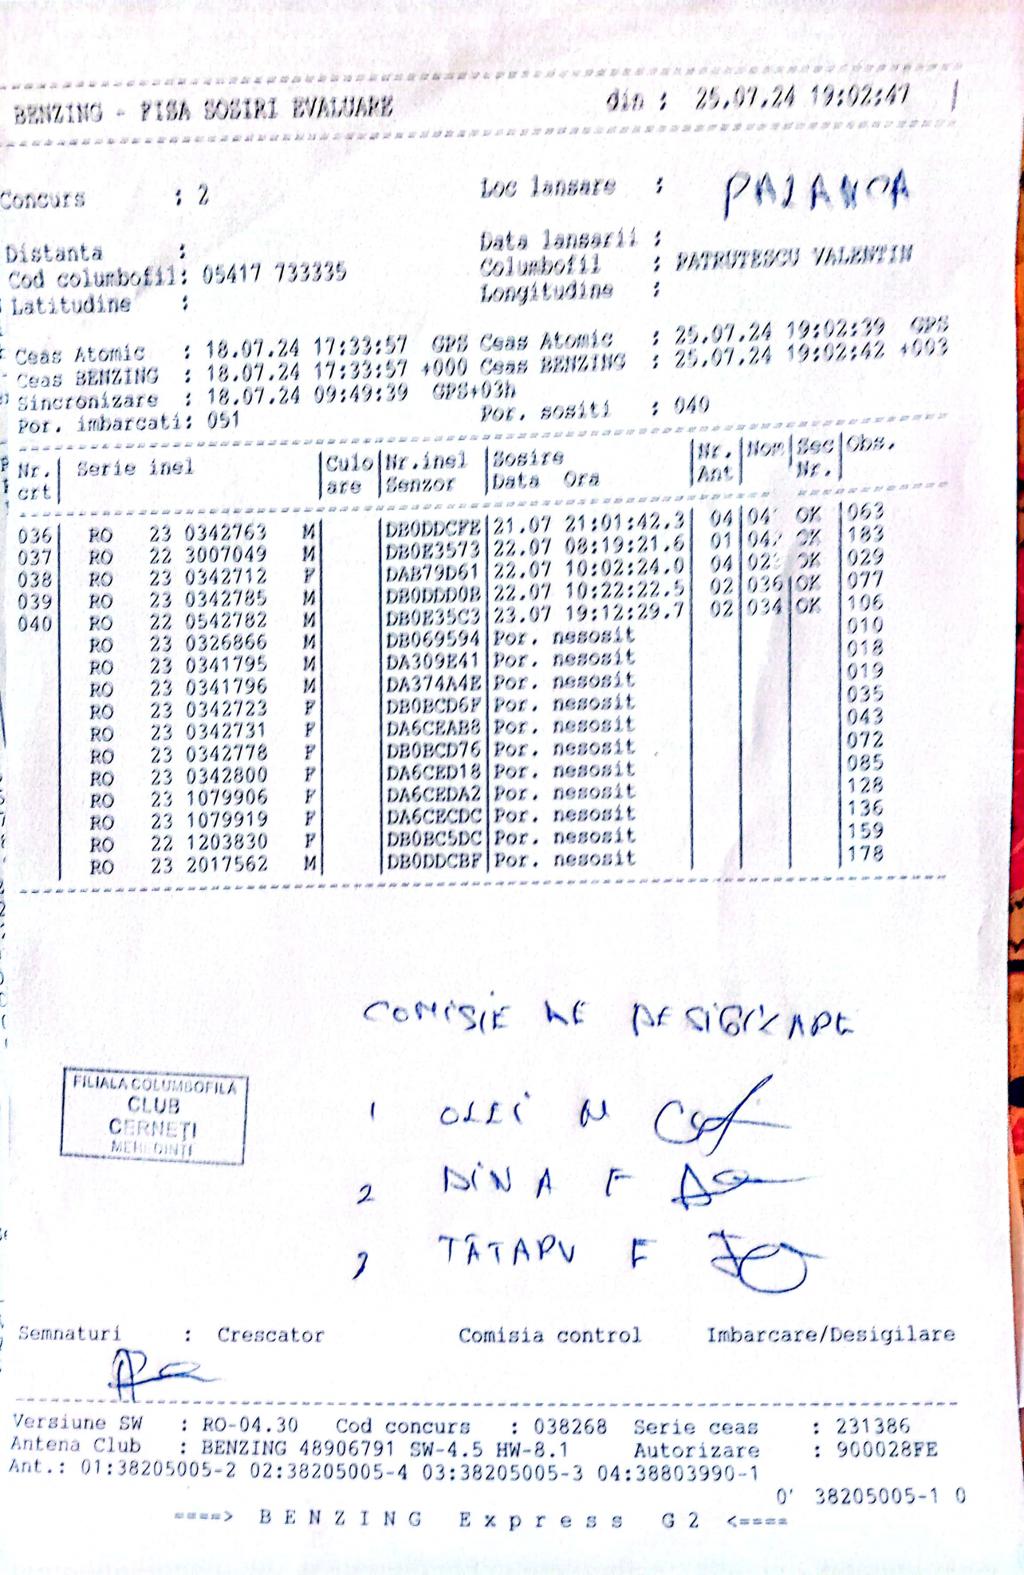 BENZING - FISA SOSIRI EVALUARE din : 25.07.24 19:02:47
Concurs : 2 Loc lansare :
Distanta : Data lansarii :
Cod columbofil: 05417 733335 Columbofil : PATRUTESCU VALENTIN
Latitudine : Longitudine :
Ceas Atomic : 18.07.24 17:33:57 GPS Ceas Atomic : 25.07.24 19:02:39 GPS
Ceas BENZING : 18.07.24 17:33:57 +000 Ceas BENZING : 25.07.24 19:02:42 +003
Sincronizare : 18.07.24 09:49:39 GPS+03h
Por. imbarcati: 051 Por. sositi : 040
Nr. Serie inel Culo Nr.inel Sosire Nr. Nom Sec Obs.
crt are Senzor Data Ora Ant Nr.
036 RO 23 0342763 M DB0DDCFE 21.07 21:01:42.3 04 04 OK 063
037 RO 22 3007049 M DB0E3573 22.07 08:19:21.6 01 04 OK 183
038 RO 23 0342712 F DAB79D61 22.07 10:02:24.0 04 02 OK 029
039 RO 23 0342785 M DB0DDD0B 22.07 10:22:22.5 02 036 OK 077
040 RO 22 0542782 M DB0E35C3 23.07 19:12:29.7 02 034 OK 106
RO 23 0326866 M DB069594 Por. nesosit 010
RO 23 0341795 M DA309E41 Por. nesosit 018
RO 23 0341796 M DA374A4E Por. nesosit 019
RO 23 0342723 F DB0BCD6F Por. nesosit 035
RO 23 0342731 F DA6CEAB8 Por. nesosit 043
RO 23 0342778 F DB0BCD76 Por. nesosit 072
RO 23 0342800 F DA6CED18 Por. nesosit 085
RO 23 1079906 F DA6CEDA2 Por. nesosit 128
RO 23 1079919 F DA6CECDC Por. nesosit 136
RO 22 1203830 F DB0BC5DC Por. nesosit 159
RO 23 2017562 M DB0DDCBF Por. nesosit 178
COMISIE DE DESIGILARE
FILIALA COLUMBOFILA
CLUB
CERNEȚI
MEHEDINȚI
1
2 DINA F
3 TĂTARU F
Semnaturi : Crescator Comisia control Imbarcare/Desigilare
Versiune SW : RO-04.30 Cod concurs : 038268 Serie ceas : 231386
Antena Club : BENZING 48906791 SW-4.5 HW-8.1 Autorizare : 900028FE
Ant.: 01:38205005-2 02:38205005-4 03:38205005-3 04:38803990-1
0' 38205005-1 0
====> BENZING Express G2 <====